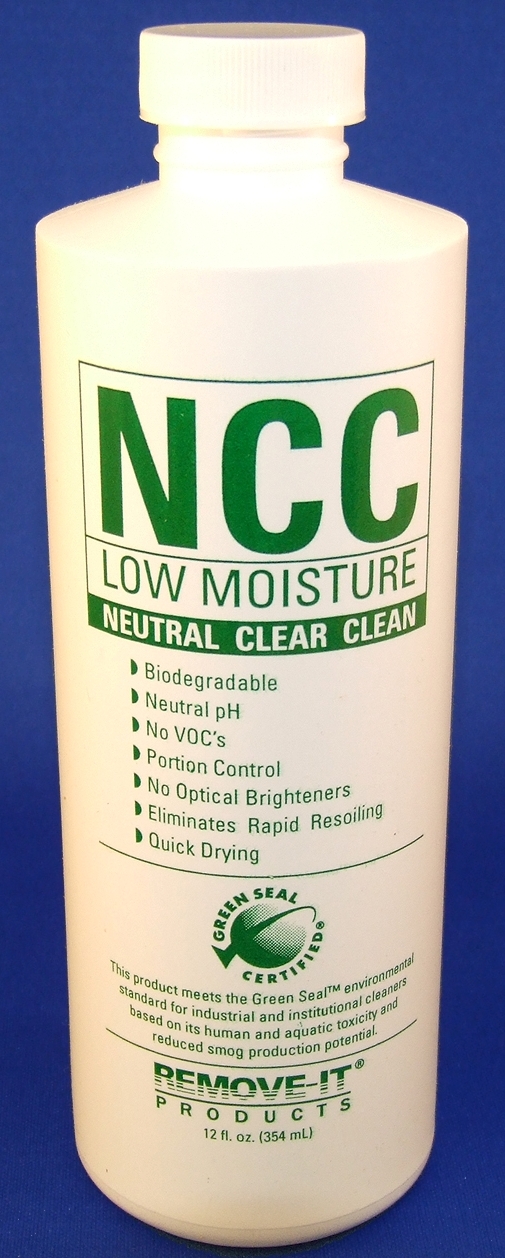 NCC
LOW MOISTURE
NEUTRAL CLEAR CLEAN
Biodegradable
Neutral pH
No VOC's
Portion Control
No Optical Brighteners
Eliminates Rapid Resoiling
Quick Drying
GREEN SEAL
CERTIFIED®
This product meets the Green Seal™ environmental
standard for industrial and institutional cleaners
based on its human and aquatic toxicity and
reduced smog production potential.
REMOVE-IT®
PRODUCTS
12 fl. oz. (354 mL)